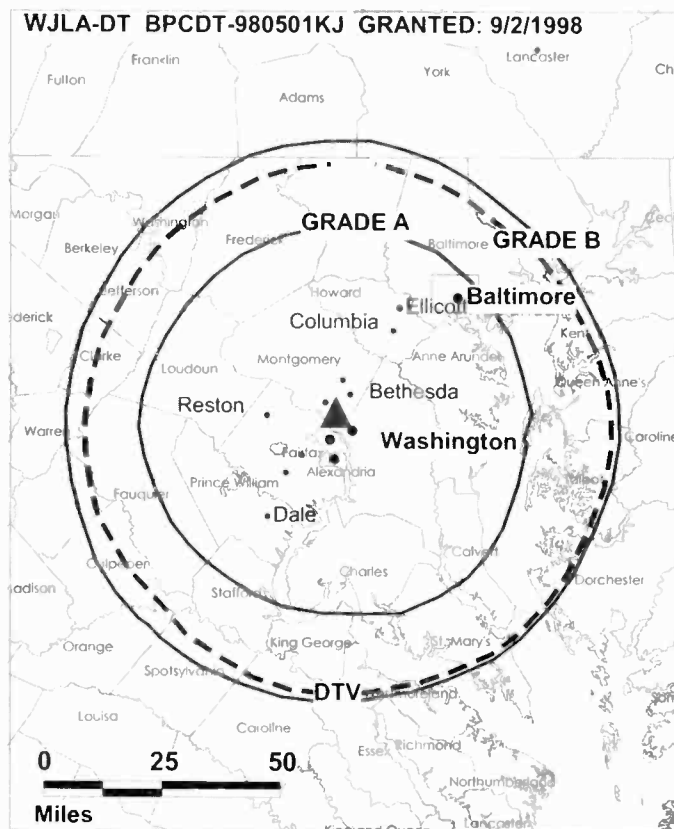 WJLA-DT BPCDT-980501KJ GRANTED: 9/2/1998
Lancaster
Franklin
York
Fulton
Adams
Morgan
Washington
GRADE A
Frederick
Baltimore
GRADE B
Berkeley
Jefferson
Howard
Ellicott
Baltimore
Columbia
Kent
Clarke
Montgomery
Anne Arundel
Loudoun
Queen Anne's
Reston
Bethesda
Warren
Washington
Caroline
Fairfax
Alexandria
Prince William
Talbot
Fauquier
Dale
Calvert
Culpeper
Charles
Dorchester
Stafford
Orange
King George
St. Mary's
Spotsylvania
DTV
Louisa
Caroline
Essex
Richmond
0 25 50
Miles
Northumberland
Lancaster